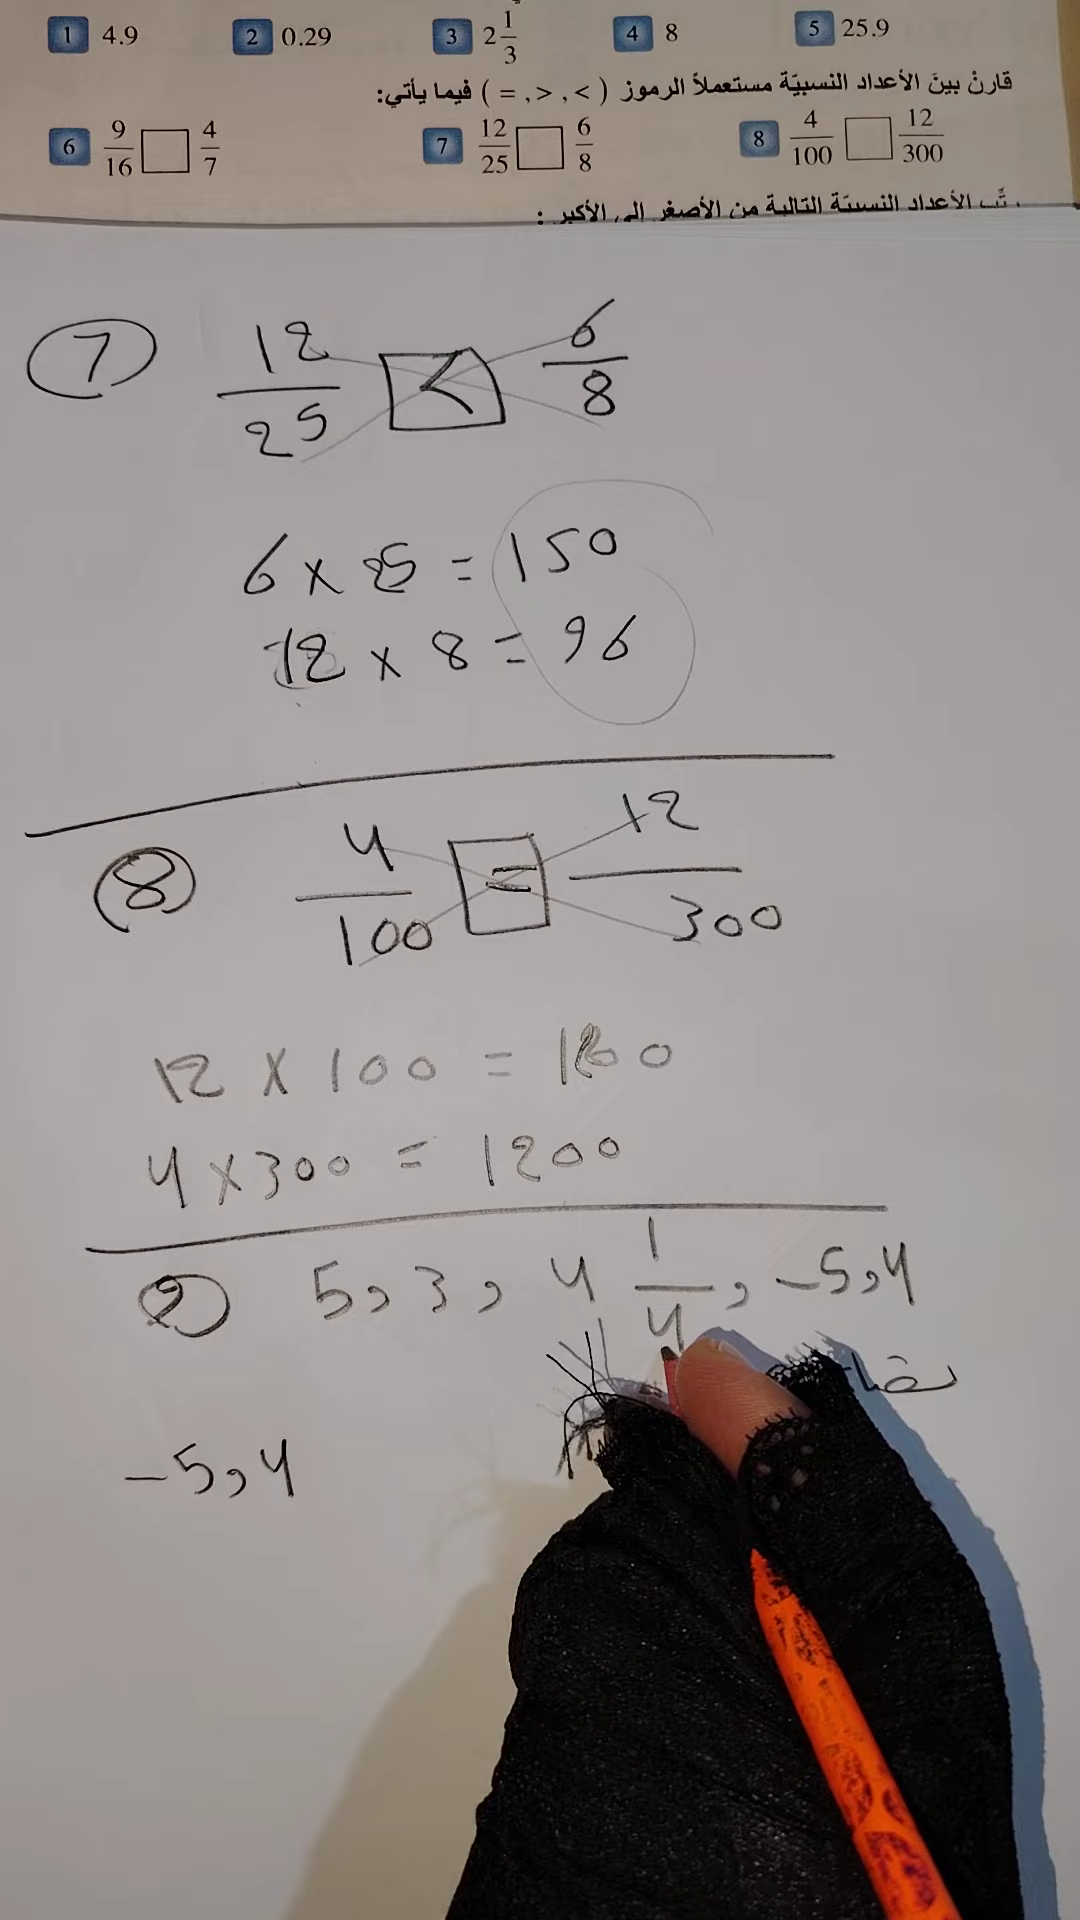 1 4.9 2 0.29 3 2 1/3 4 8 5 25.9
قارنْ بينَ الأعداد النسبيّة مستعملاً الرموز ( > , < , = ) فيما يأتي:
6 9/16 □ 4/7 7 12/25 □ 6/8 8 4/100 □ 12/300
رتِّب الأعداد النسبيّة التالية من الأصغر إلى الأكبر :
7 12/25 < 6/8
6 × 25 = 150
12 × 8 = 96
8 4/100 = 12/300
12 × 100 = 1200
4 × 300 = 1200
9 5,3, 4 1/4, -5,4
-5,4